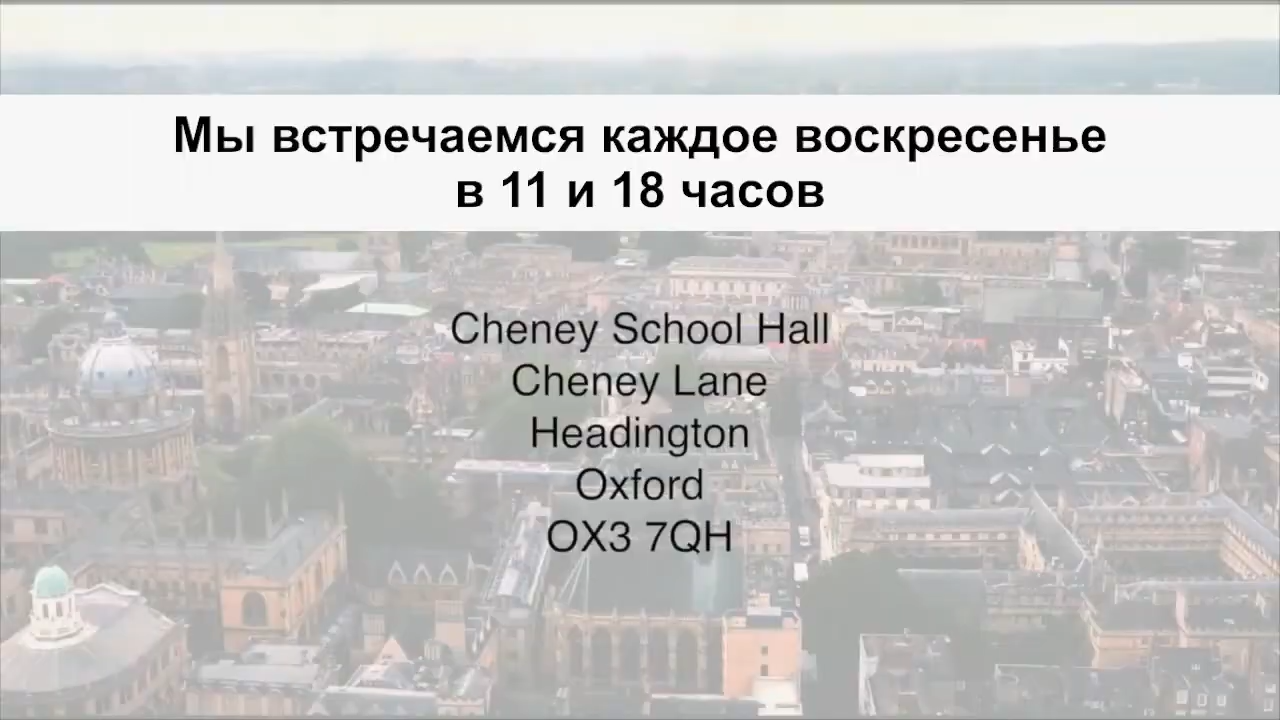 Мы встречаемся каждое воскресенье
в 11 и 18 часов
Cheney School Hall
Cheney Lane
Headington
Oxford
OX3 7QH